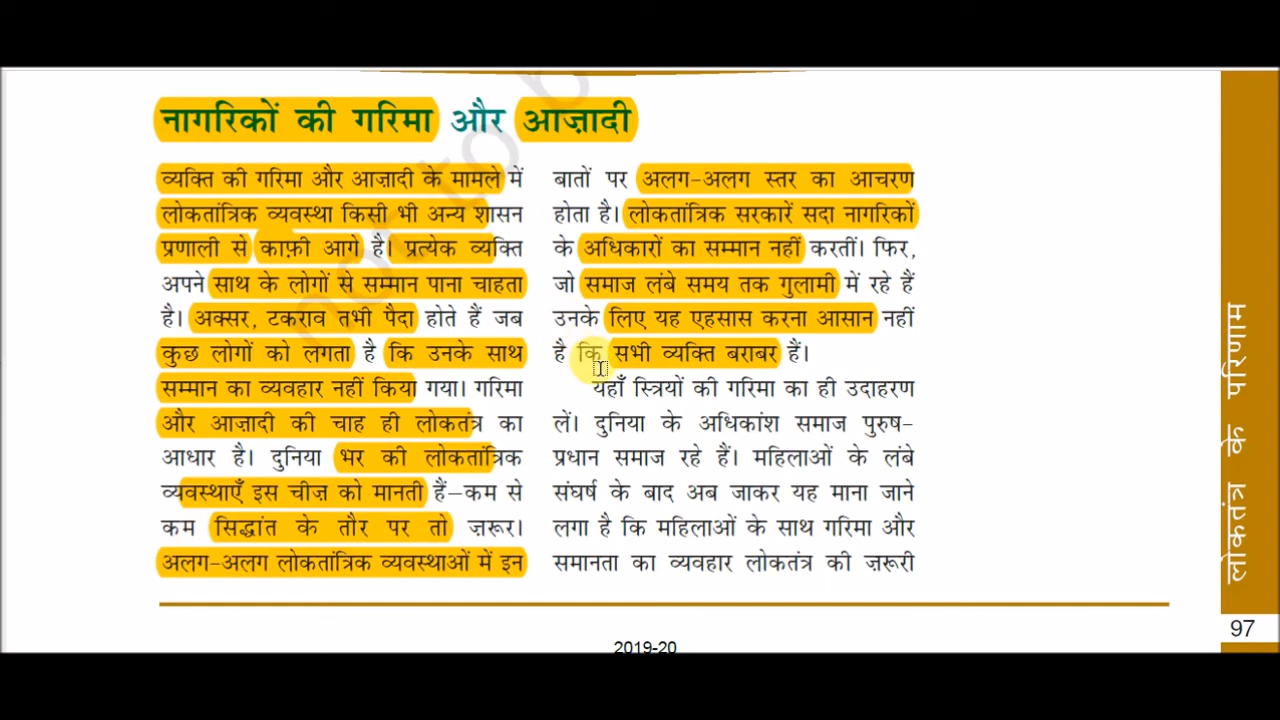 नागरिकों की गरिमा और आज़ादी
व्यक्ति की गरिमा और आज़ादी के मामले में
लोकतांत्रिक व्यवस्था किसी भी अन्य शासन
प्रणाली से काफ़ी आगे है। प्रत्येक व्यक्ति
अपने साथ के लोगों से सम्मान पाना चाहता
है। अक्सर, टकराव तभी पैदा होते हैं जब
कुछ लोगों को लगता है कि उनके साथ
सम्मान का व्यवहार नहीं किया गया। गरिमा
और आज़ादी की चाह ही लोकतंत्र का
आधार है। दुनिया भर की लोकतांत्रिक
व्यवस्थाएँ इस चीज़ को मानती हैं—कम से
कम सिद्धांत के तौर पर तो ज़रूर।
अलग-अलग लोकतांत्रिक व्यवस्थाओं में इन
बातों पर अलग-अलग स्तर का आचरण
होता है। लोकतांत्रिक सरकारें सदा नागरिकों
के अधिकारों का सम्मान नहीं करतीं। फिर,
जो समाज लंबे समय तक गुलामी में रहे हैं
उनके लिए यह एहसास करना आसान नहीं
है कि सभी व्यक्ति बराबर हैं।
यहाँ स्त्रियों की गरिमा का ही उदाहरण
लें। दुनिया के अधिकांश समाज पुरुष-
प्रधान समाज रहे हैं। महिलाओं के लंबे
संघर्ष के बाद अब जाकर यह माना जाने
लगा है कि महिलाओं के साथ गरिमा और
समानता का व्यवहार लोकतंत्र की ज़रूरी
लोकतंत्र के परिणाम
97
2019-20
not to b